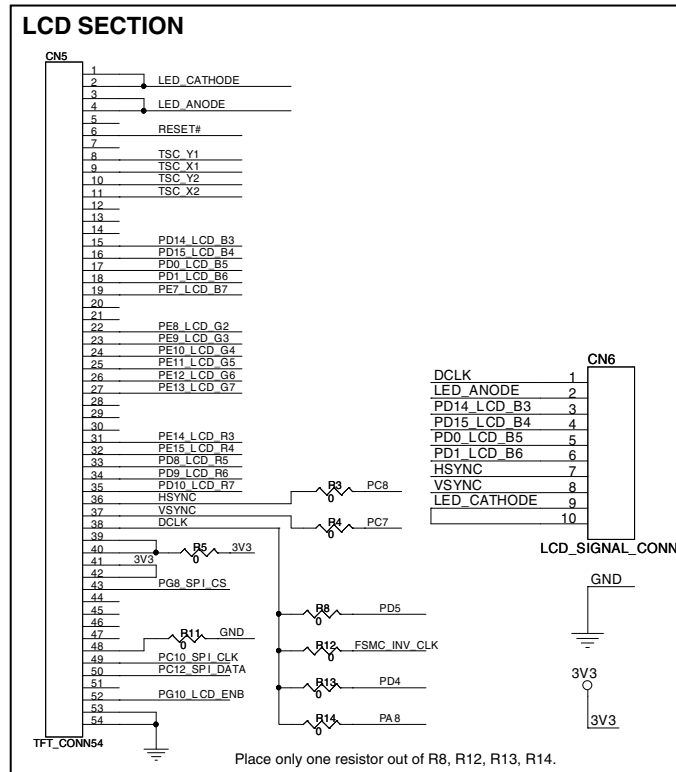 LCD SECTION
CN5
1
2 LED_CATHODE
3
4 LED_ANODE
5
6 RESET#
7
8 TSC_Y1
9 TSC_X1
10 TSC_Y2
11 TSC_X2
12
13
14
15 PD14_LCD_B3
16 PD15_LCD_B4
17 PD0_LCD_B5
18 PD1_LCD_B6
19 PE7_LCD_B7
20
21
22 PE8_LCD_G2
23 PE9_LCD_G3
24 PE10_LCD_G4
25 PE11_LCD_G5
26 PE12_LCD_G6
27 PE13_LCD_G7
28
29
30
31 PE14_LCD_R3
32 PE15_LCD_R4
33 PD8_LCD_R5
34 PD9_LCD_R6
35 PD10_LCD_R7
36 HSYNC R3 0 PC8
37 VSYNC R4 0 PC7
38 DCLK
39
40 R5 0 3V3
41 3V3
42
43 PG8_SPI_CS
44
45
46
47
48 R11 0 GND
49 PC10_SPI_CLK
50 PC12_SPI_DATA
51
52 PG10_LCD_ENB
53
54
TFT_CONN54
R8 0 PD5
R12 0 FSMC_INV_CLK
R13 0 PD4
R14 0 PA8
Place only one resistor out of R8, R12, R13, R14.
CN6
DCLK 1
LED_ANODE 2
PD14_LCD_B3 3
PD15_LCD_B4 4
PD0_LCD_B5 5
PD1_LCD_B6 6
HSYNC 7
VSYNC 8
LED_CATHODE 9
10
LCD_SIGNAL_CONN
GND
3V3
3V3